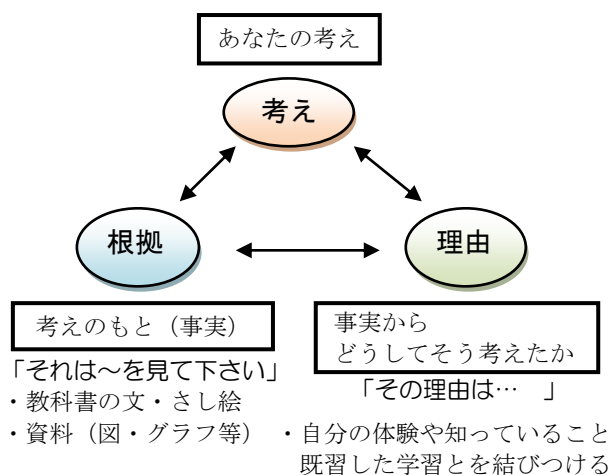 あなたの考え
考え
根拠
理由
考えのもと（事実）
「それは～を見て下さい」
・教科書の文・さし絵
・資料（図・グラフ等）
事実から
どうしてそう考えたか
「その理由は… 」
・自分の体験や知っていること
既習した学習とを結びつける